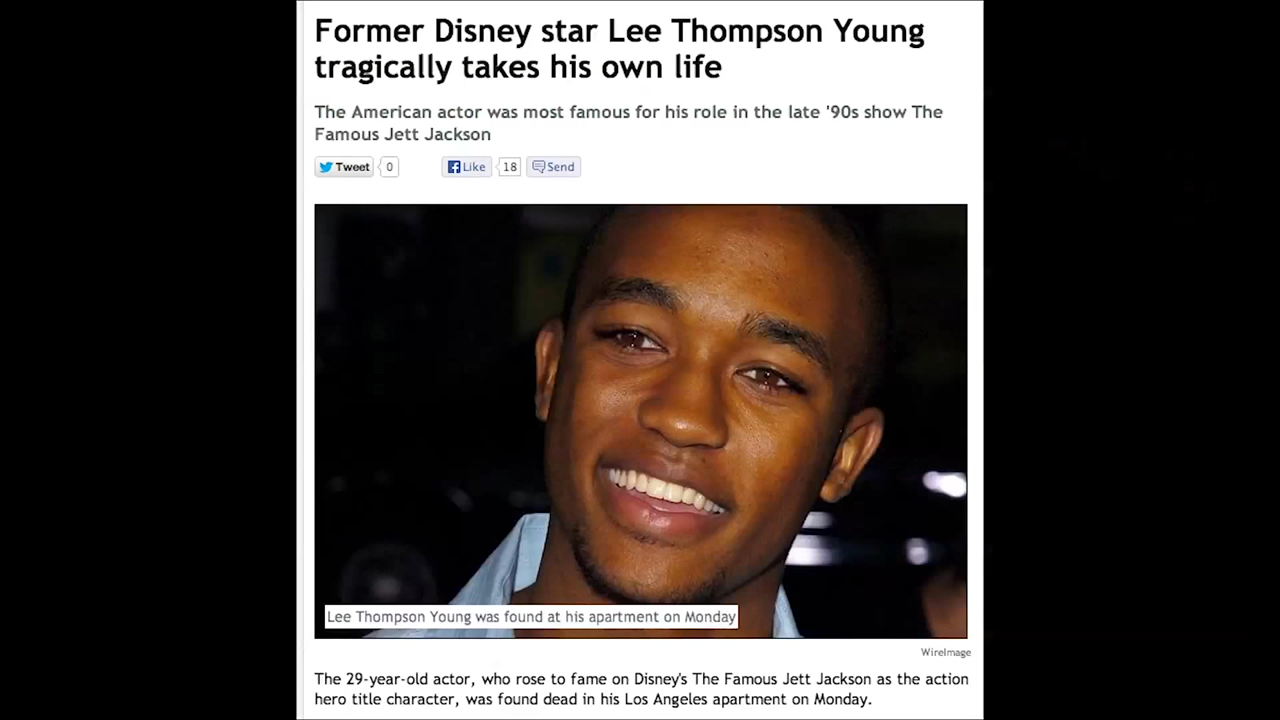 Former Disney star Lee Thompson Young
tragically takes his own life
The American actor was most famous for his role in the late '90s show The
Famous Jett Jackson
Tweet 0 Like 18 Send
Lee Thompson Young was found at his apartment on Monday
WireImage
The 29-year-old actor, who rose to fame on Disney's The Famous Jett Jackson as the action
hero title character, was found dead in his Los Angeles apartment on Monday.